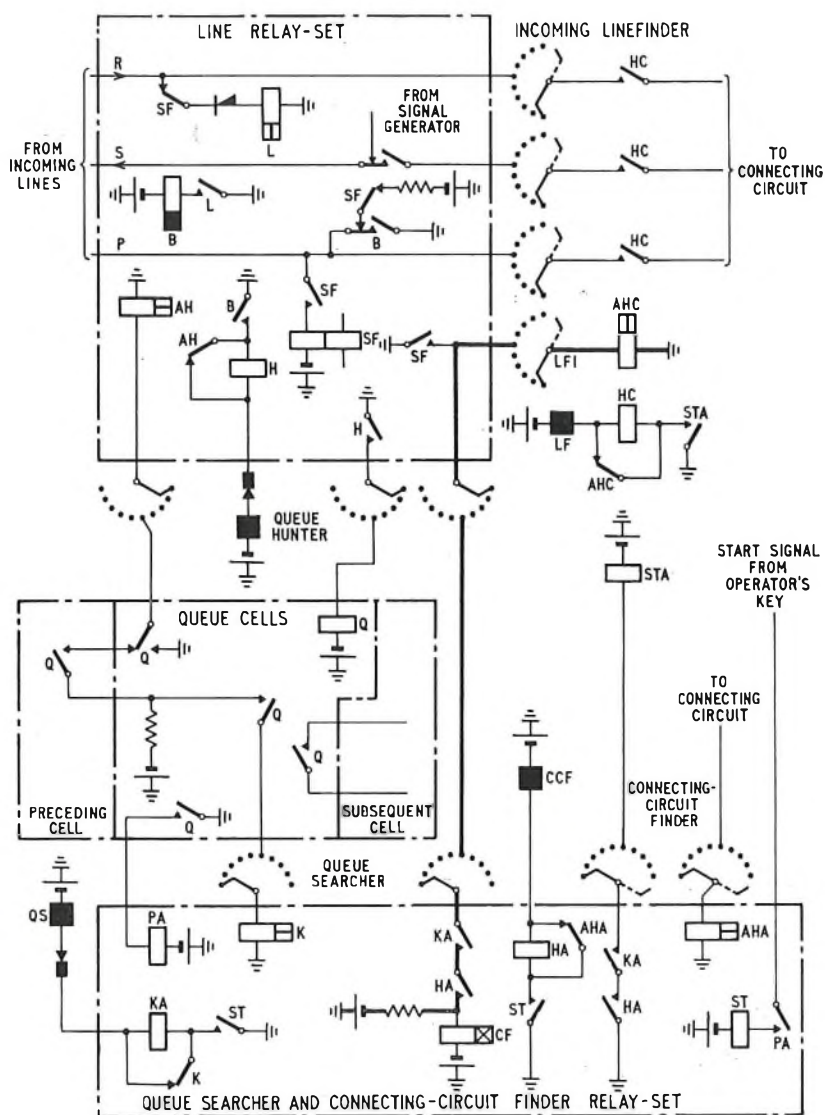 LINE RELAY-SET
INCOMING LINEFINDER
R
HC
SF
L
FROM
SIGNAL
GENERATOR
FROM
INCOMING
LINES
S
HC
TO
CONNECTING
CIRCUIT
L
B
SF
B
P
HC
AH
B
SF
AHC
AH
H
SF
SF
LF1
HC
STA
LF
AHC
H
QUEUE
HUNTER
STA
START SIGNAL
FROM
OPERATOR'S
KEY
QUEUE CELLS
Q
Q
Q
Q
Q
TO
CONNECTING
CIRCUIT
CCF
CONNECTING-
CIRCUIT
FINDER
PRECEDING
CELL
Q
SUBSEQUENT
CELL
QUEUE
SEARCHER
QS
PA
K
KA
HA
AHA
KA
AHA
HA
ST
HA
KA
ST
K
CF
ST
PA
QUEUE SEARCHER AND CONNECTING-CIRCUIT FINDER RELAY-SET